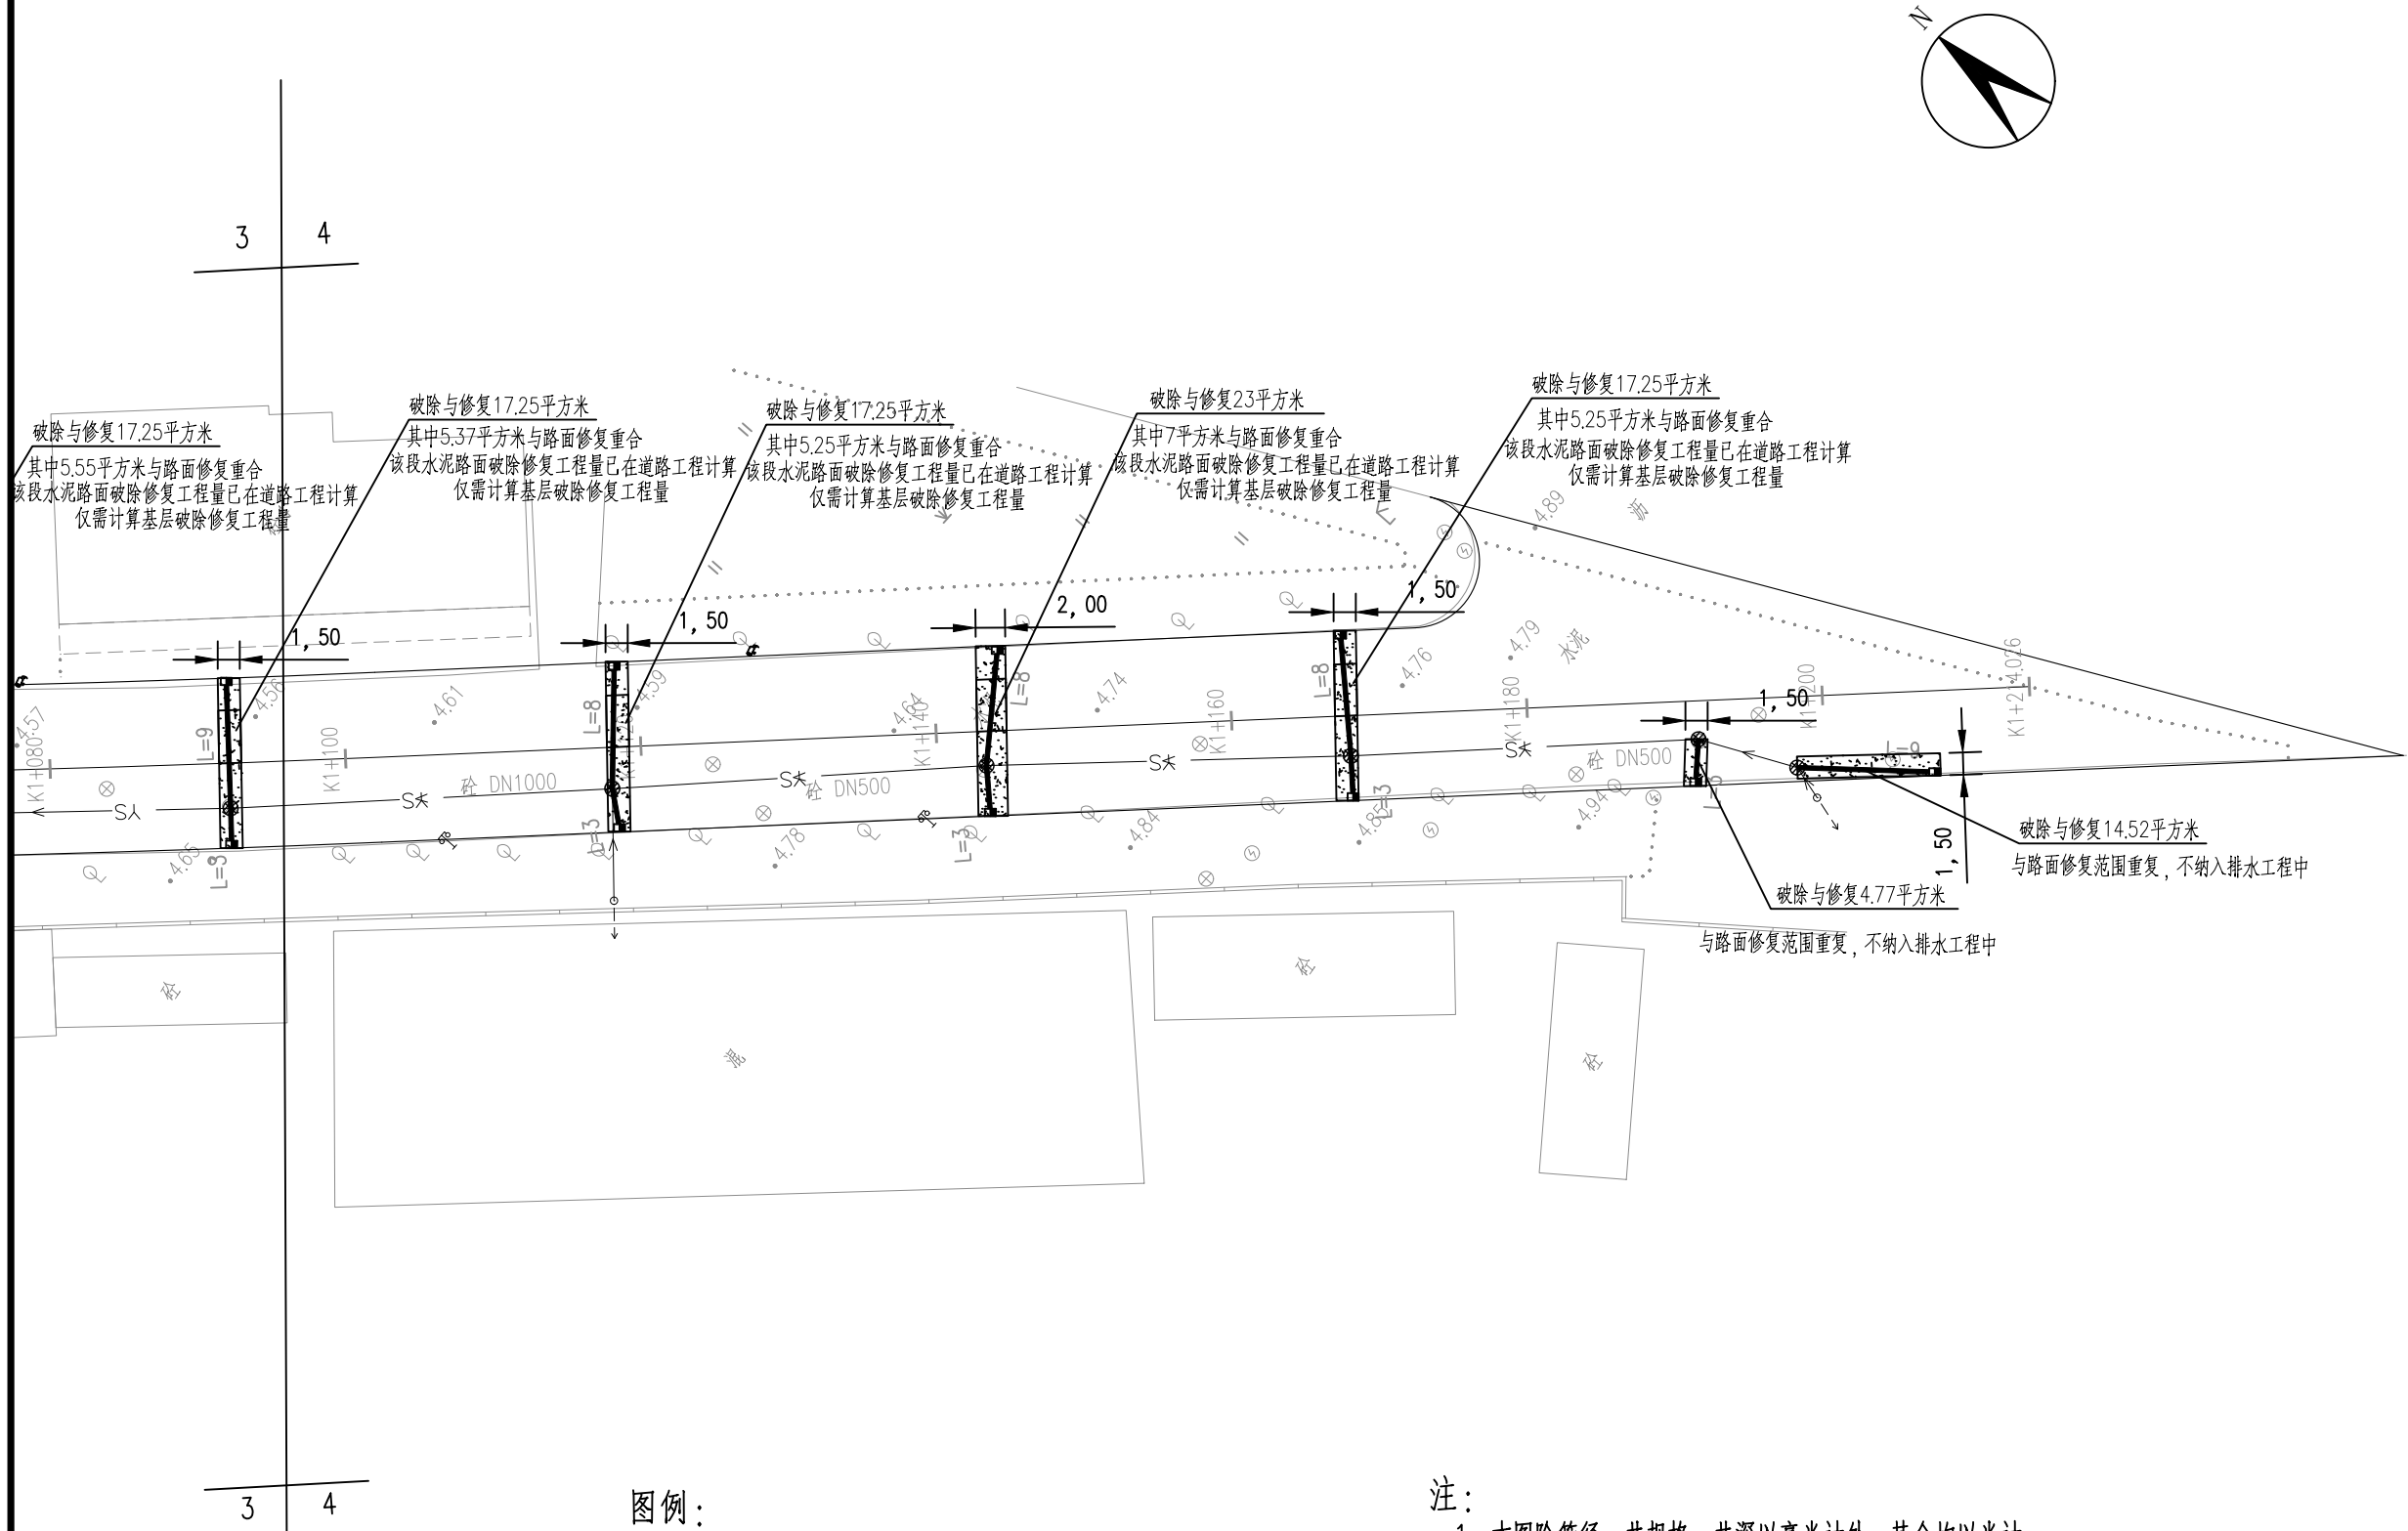 N
3 4
破除与修复17.25平方米
其中5.55平方米与路面修复重合
该段水泥路面破除修复工程量已在道路工程计算
仅需计算基层破除修复工程量
破除与修复17.25平方米
其中5.37平方米与路面修复重合
该段水泥路面破除修复工程量已在道路工程计算
仅需计算基层破除修复工程量
破除与修复17.25平方米
其中5.25平方米与路面修复重合
该段水泥路面破除修复工程量已在道路工程计算
仅需计算基层破除修复工程量
破除与修复23平方米
其中7平方米与路面修复重合
该段水泥路面破除修复工程量已在道路工程计算
仅需计算基层破除修复工程量
破除与修复17.25平方米
其中5.25平方米与路面修复重合
该段水泥路面破除修复工程量已在道路工程计算
仅需计算基层破除修复工程量
4.89
沥
1,50
1,50
2,00
1,50
1,50
4.57
4.56
4.61
4.59
4.64
4.74
4.76
4.79
水泥
K1+080
K1+100
K1+140
K1+160
K1+180
K1+200
K1+214.026
L=9
L=8
L=8
L=8
L=9
砼 DN1000
砼 DN500
砼 DN500
L=3
L=3
L=3
L=3
4.65
4.78
4.84
4.85
4.94
1,50
破除与修复14.52平方米
与路面修复范围重复,不纳入排水工程中
破除与修复4.77平方米
与路面修复范围重复,不纳入排水工程中
砼
混
砼
砼
3 4
图例:
注: